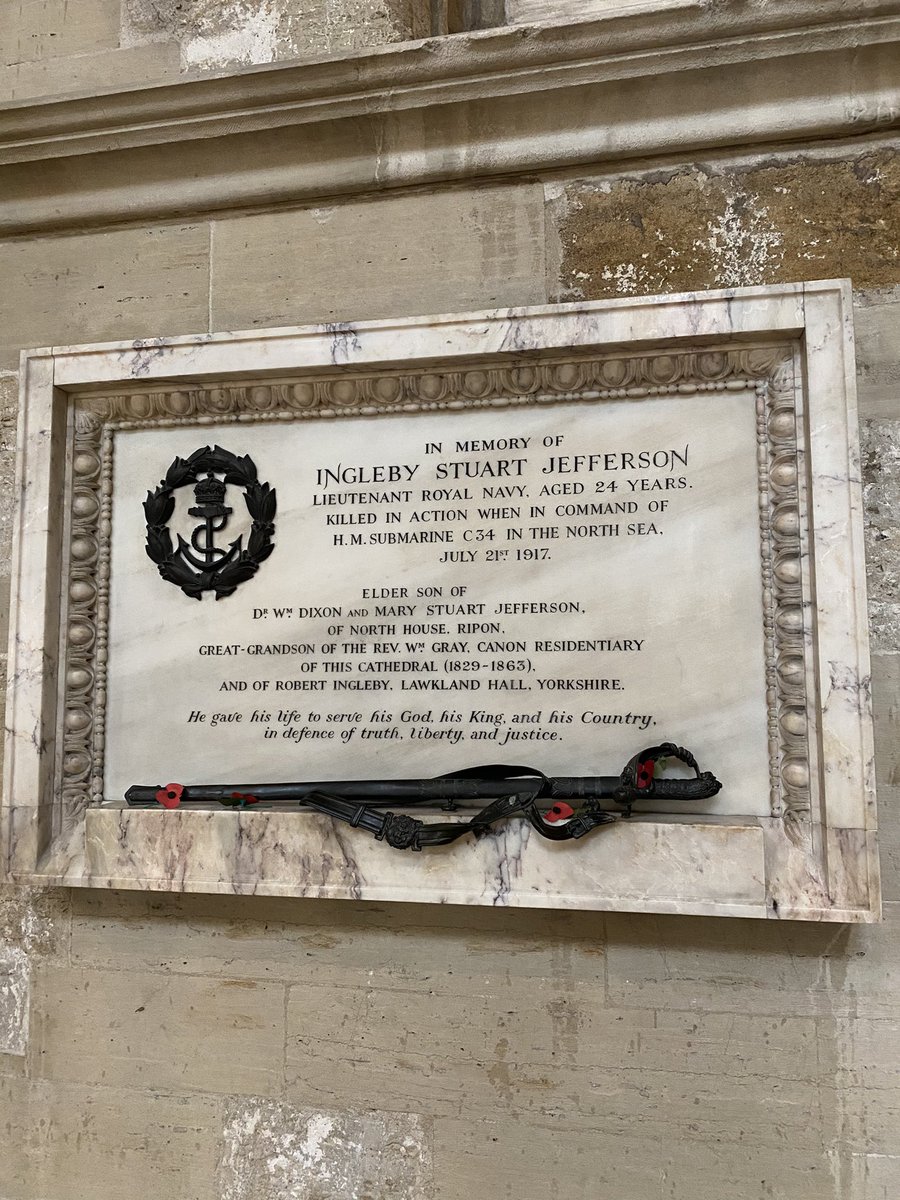 IN MEMORY OF
INGLEBY STUART JEFFERSON
LIEUTENANT ROYAL NAVY, AGED 24 YEARS.
KILLED IN ACTION WHEN IN COMMAND OF
H.M. SUBMARINE C 34 IN THE NORTH SEA,
JULY 21ST 1917.
ELDER SON OF
DR. WM DIXON AND MARY STUART JEFFERSON,
OF NORTH HOUSE, RIPON,
GREAT-GRANDSON OF THE REV. WM. GRAY, CANON RESIDENTIARY
OF THIS CATHEDRAL (1829-1863),
AND OF ROBERT INGLEBY, LAWKLAND HALL, YORKSHIRE.
He gave his life to serve his God, his King, and his Country,
in defence of truth, liberty, and justice.